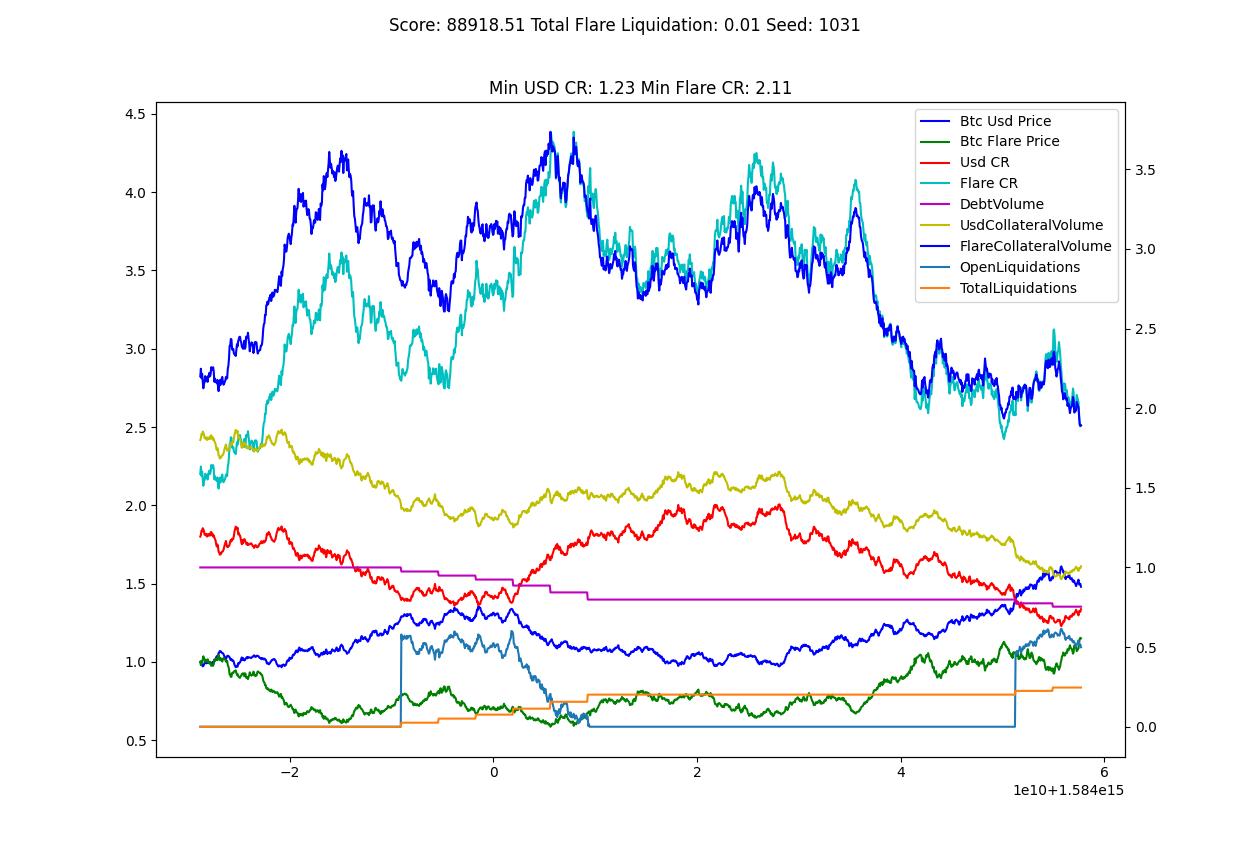 Score: 88918.51 Total Flare Liquidation: 0.01 Seed: 1031
Min USD CR: 1.23 Min Flare CR: 2.11
4.5
4.0
3.5
3.0
2.5
2.0
1.5
1.0
0.5
Btc Usd Price
Btc Flare Price
Usd CR
Flare CR
DebtVolume
UsdCollateralVolume
FlareCollateralVolume
OpenLiquidations
TotalLiquidations
3.5
3.0
2.5
2.0
1.5
1.0
0.5
0.0
−2 0 2 4 6
1e10+1.584e15